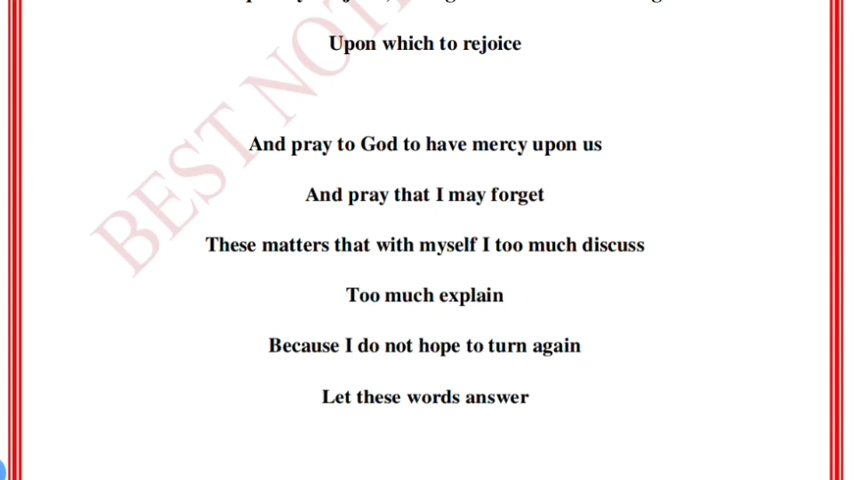 Upon which to rejoice
And pray to God to have mercy upon us
And pray that I may forget
These matters that with myself I too much discuss
Too much explain
Because I do not hope to turn again
Let these words answer
BEST NOT